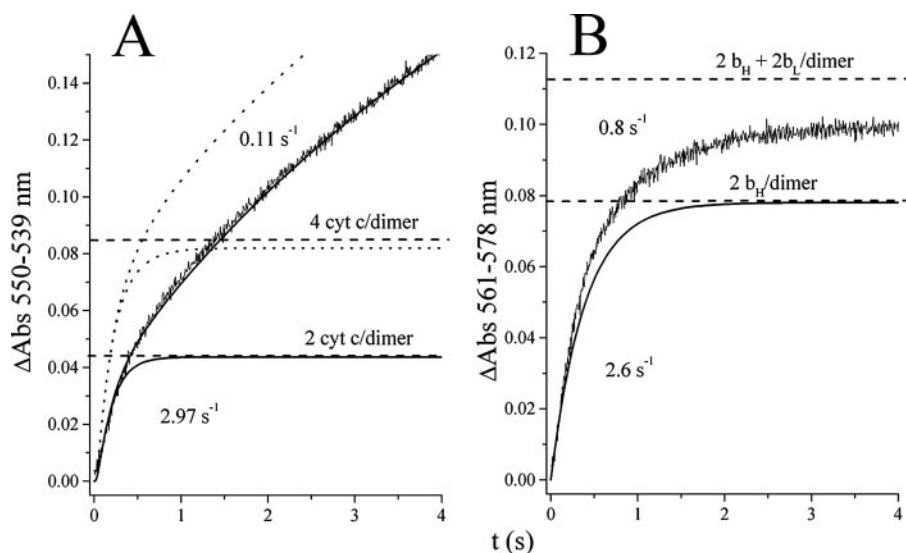 A
ΔAbs 550-539 nm
0.14
0.12
0.10
0.08
0.06
0.04
0.02
0.00
0.11 s⁻¹
4 cyt c/dimer
2 cyt c/dimer
2.97 s⁻¹
0 1 2 3 4
B
ΔAbs 561-578 nm
0.12
0.10
0.08
0.06
0.04
0.02
0.00
2 b_H + 2b_L/dimer
0.8 s⁻¹
2 b_H/dimer
2.6 s⁻¹
0 1 2 3 4
t (s)